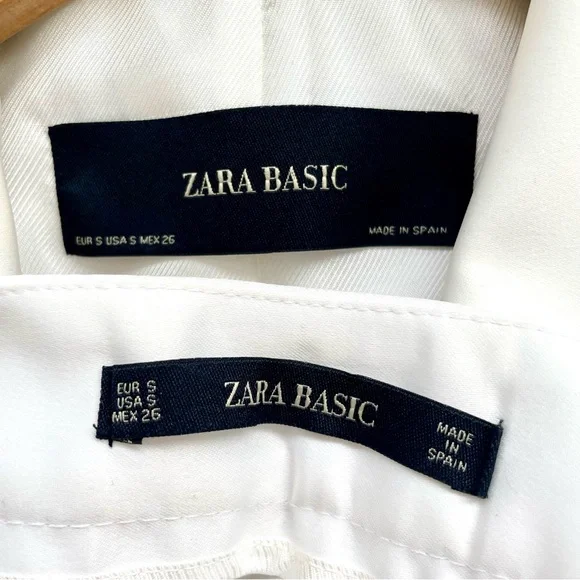 ZARA BASIC
EUR S USA S MEX 26
MADE IN SPAIN
EUR S
USA S
MEX 26
ZARA BASIC
MADE
IN
SPAIN